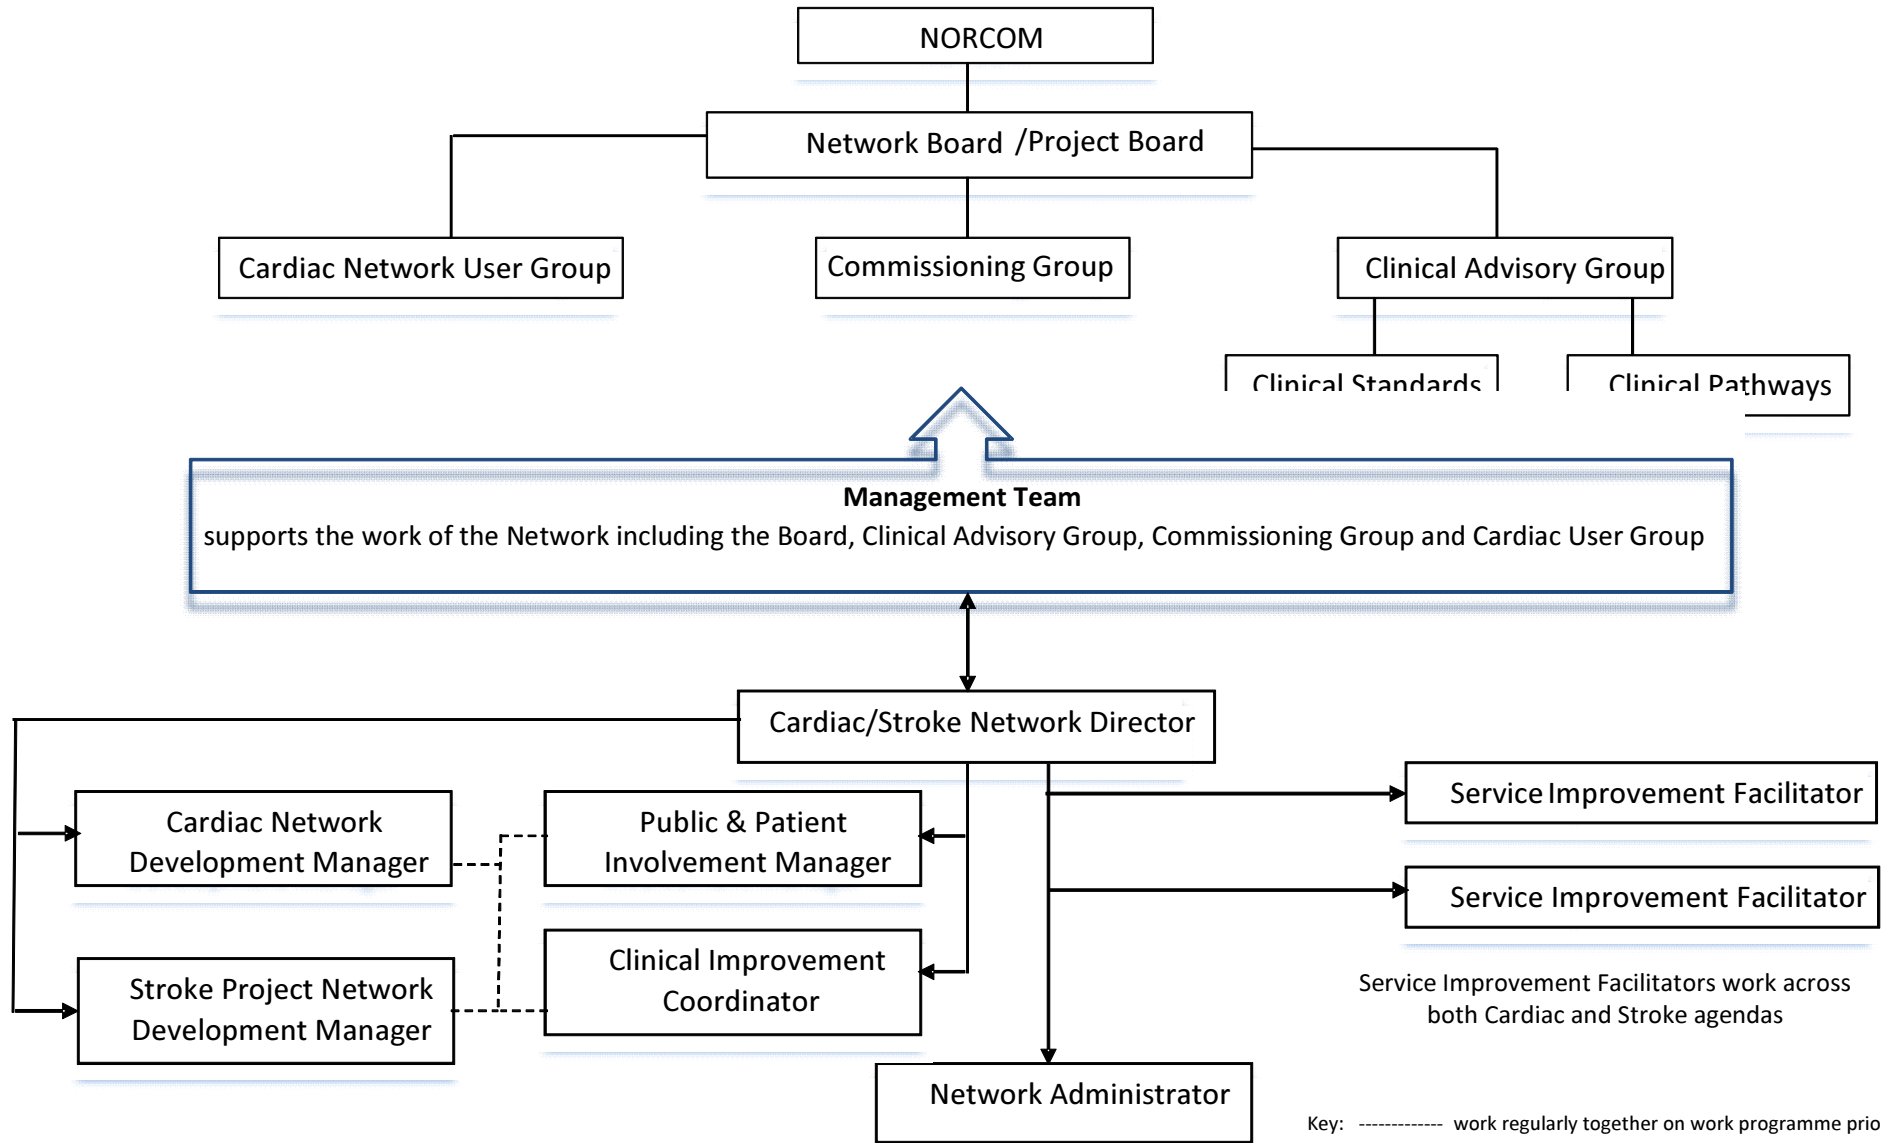 NORCOM
Network Board /Project Board
Cardiac Network User Group
Commissioning Group
Clinical Advisory Group
Clinical Standards
Clinical Pathways
Management Team
supports the work of the Network including the Board, Clinical Advisory Group, Commissioning Group and Cardiac User Group
Cardiac/Stroke Network Director
Cardiac Network
Development Manager
Public & Patient
Involvement Manager
Service Improvement Facilitator
Service Improvement Facilitator
Stroke Project Network
Development Manager
Clinical Improvement
Coordinator
Service Improvement Facilitators work across
both Cardiac and Stroke agendas
Network Administrator
Key: ------------- work regularly together on work programme prio